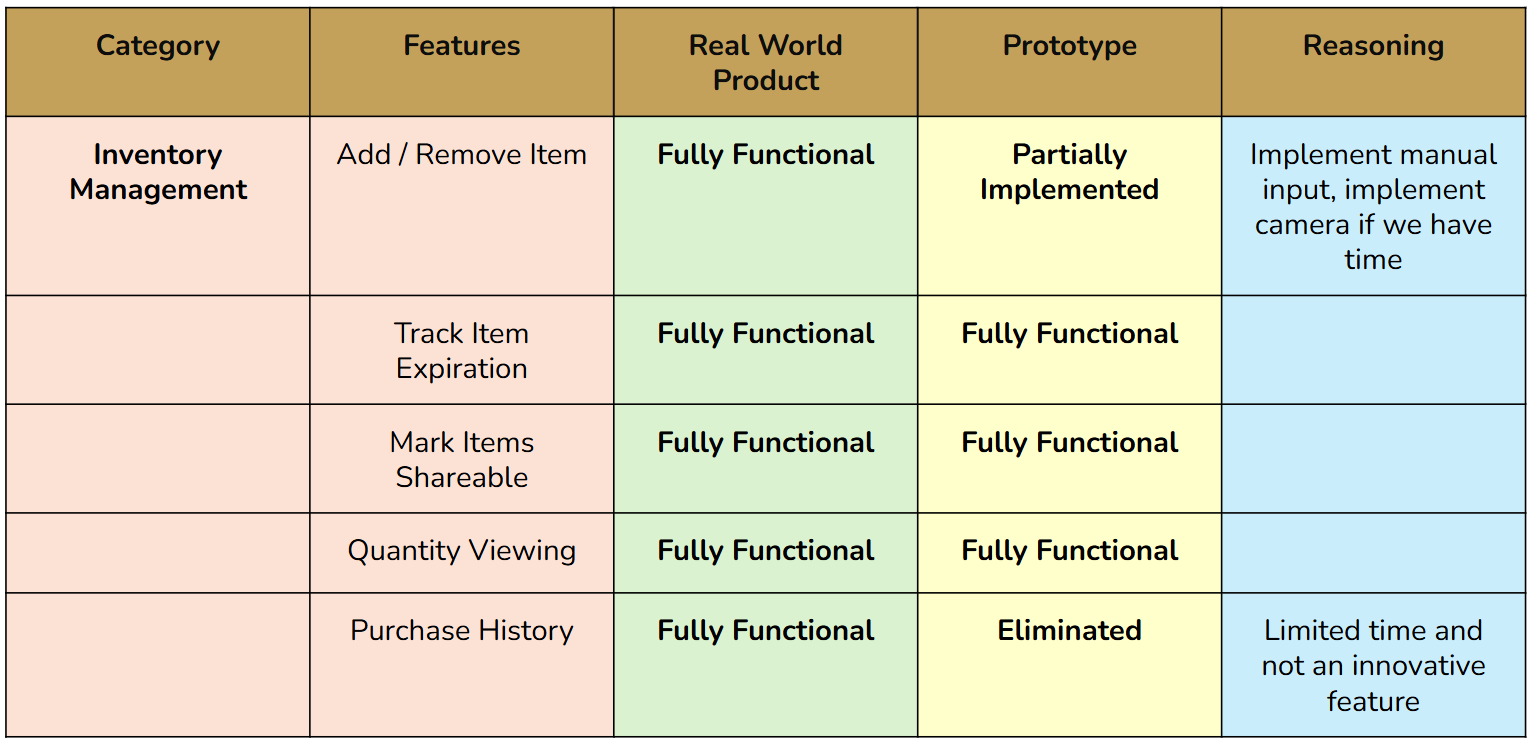 Category
Features
Real World
Product
Prototype
Reasoning
Inventory
Management
Add / Remove Item
Fully Functional
Partially
Implemented
Implement manual
input, implement
camera if we have
time
Track Item
Expiration
Fully Functional
Fully Functional
Mark Items
Shareable
Fully Functional
Fully Functional
Quantity Viewing
Fully Functional
Fully Functional
Purchase History
Fully Functional
Eliminated
Limited time and
not an innovative
feature